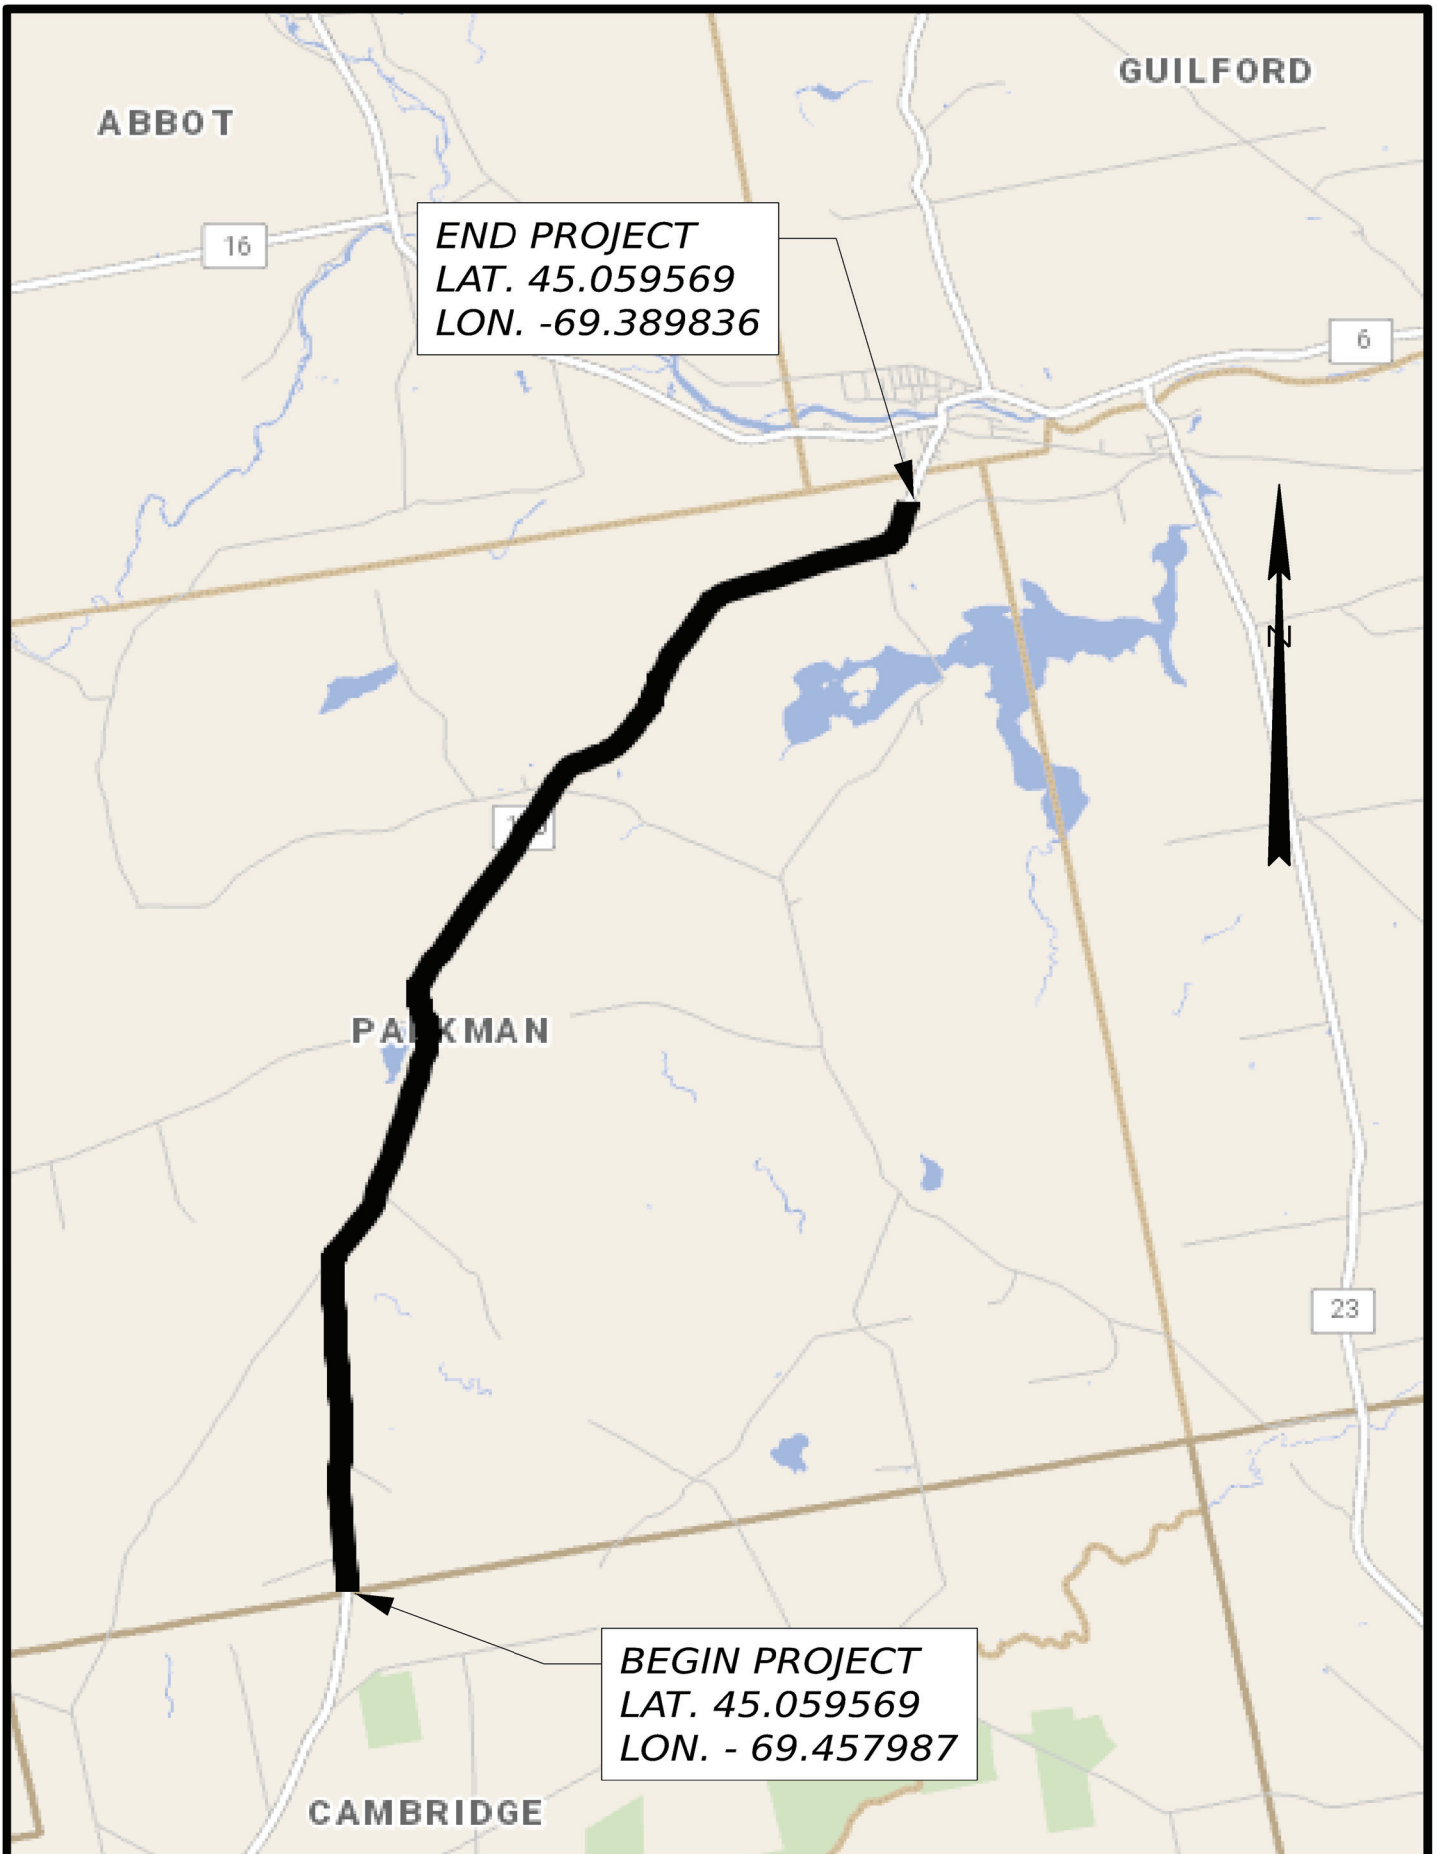 GUILFORD
ABBOT
16
END PROJECT
LAT. 45.059569
LON. -69.389836
6
N
PARKMAN
23
BEGIN PROJECT
LAT. 45.059569
LON. - 69.457987
CAMBRIDGE